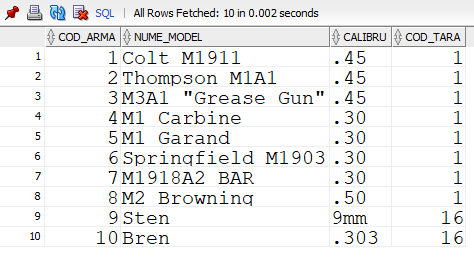 SQL | All Rows Fetched: 10 in 0.002 seconds
COD_ARMA NUME_MODEL CALIBRU COD_TARA
1 1 Colt M1911 .45 1
2 2 Thompson M1A1 .45 1
3 3 M3A1 "Grease Gun" .45 1
4 4 M1 Carbine .30 1
5 5 M1 Garand .30 1
6 6 Springfield M1903 .30 1
7 7 M1918A2 BAR .30 1
8 8 M2 Browning .50 1
9 9 Sten 9mm 16
10 10 Bren .303 16